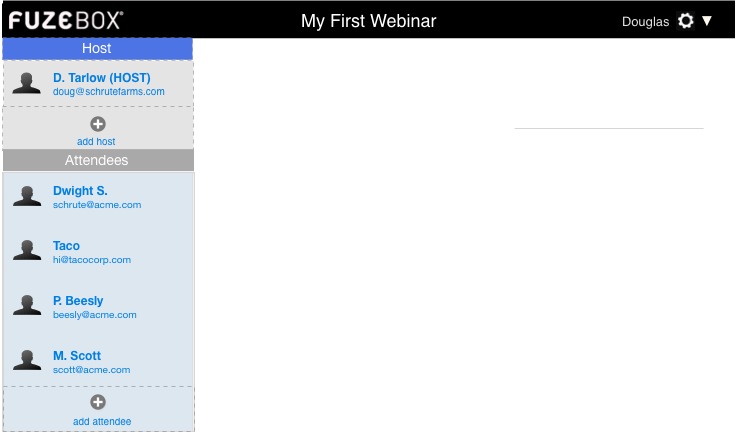 FUZEBOX®
My First Webinar
Douglas
Host
D. Tarlow (HOST)
doug@schrutefarms.com
add host
Attendees
Dwight S.
schrute@acme.com
Taco
hi@tacocorp.com
P. Beesly
beesly@acme.com
M. Scott
scott@acme.com
add attendee